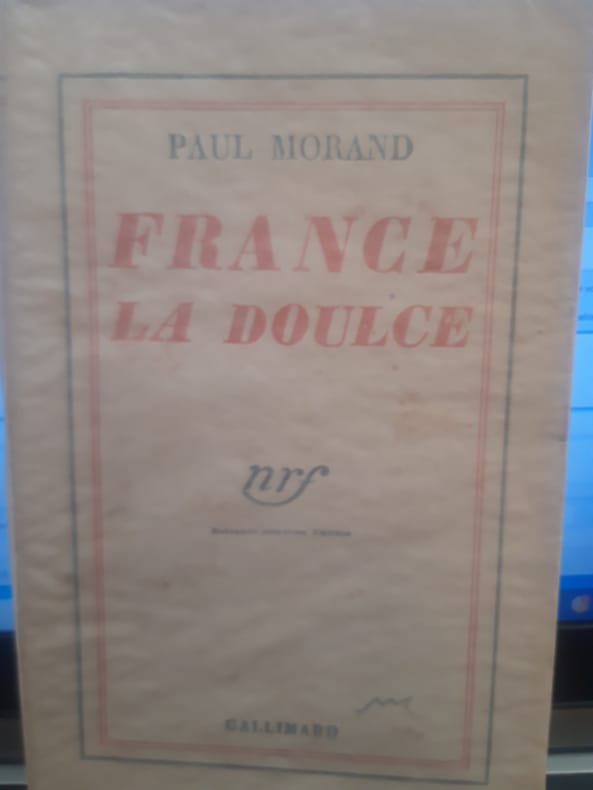 PAUL MORAND
FRANCE
LA DOULCE
nrf
GALLIMARD